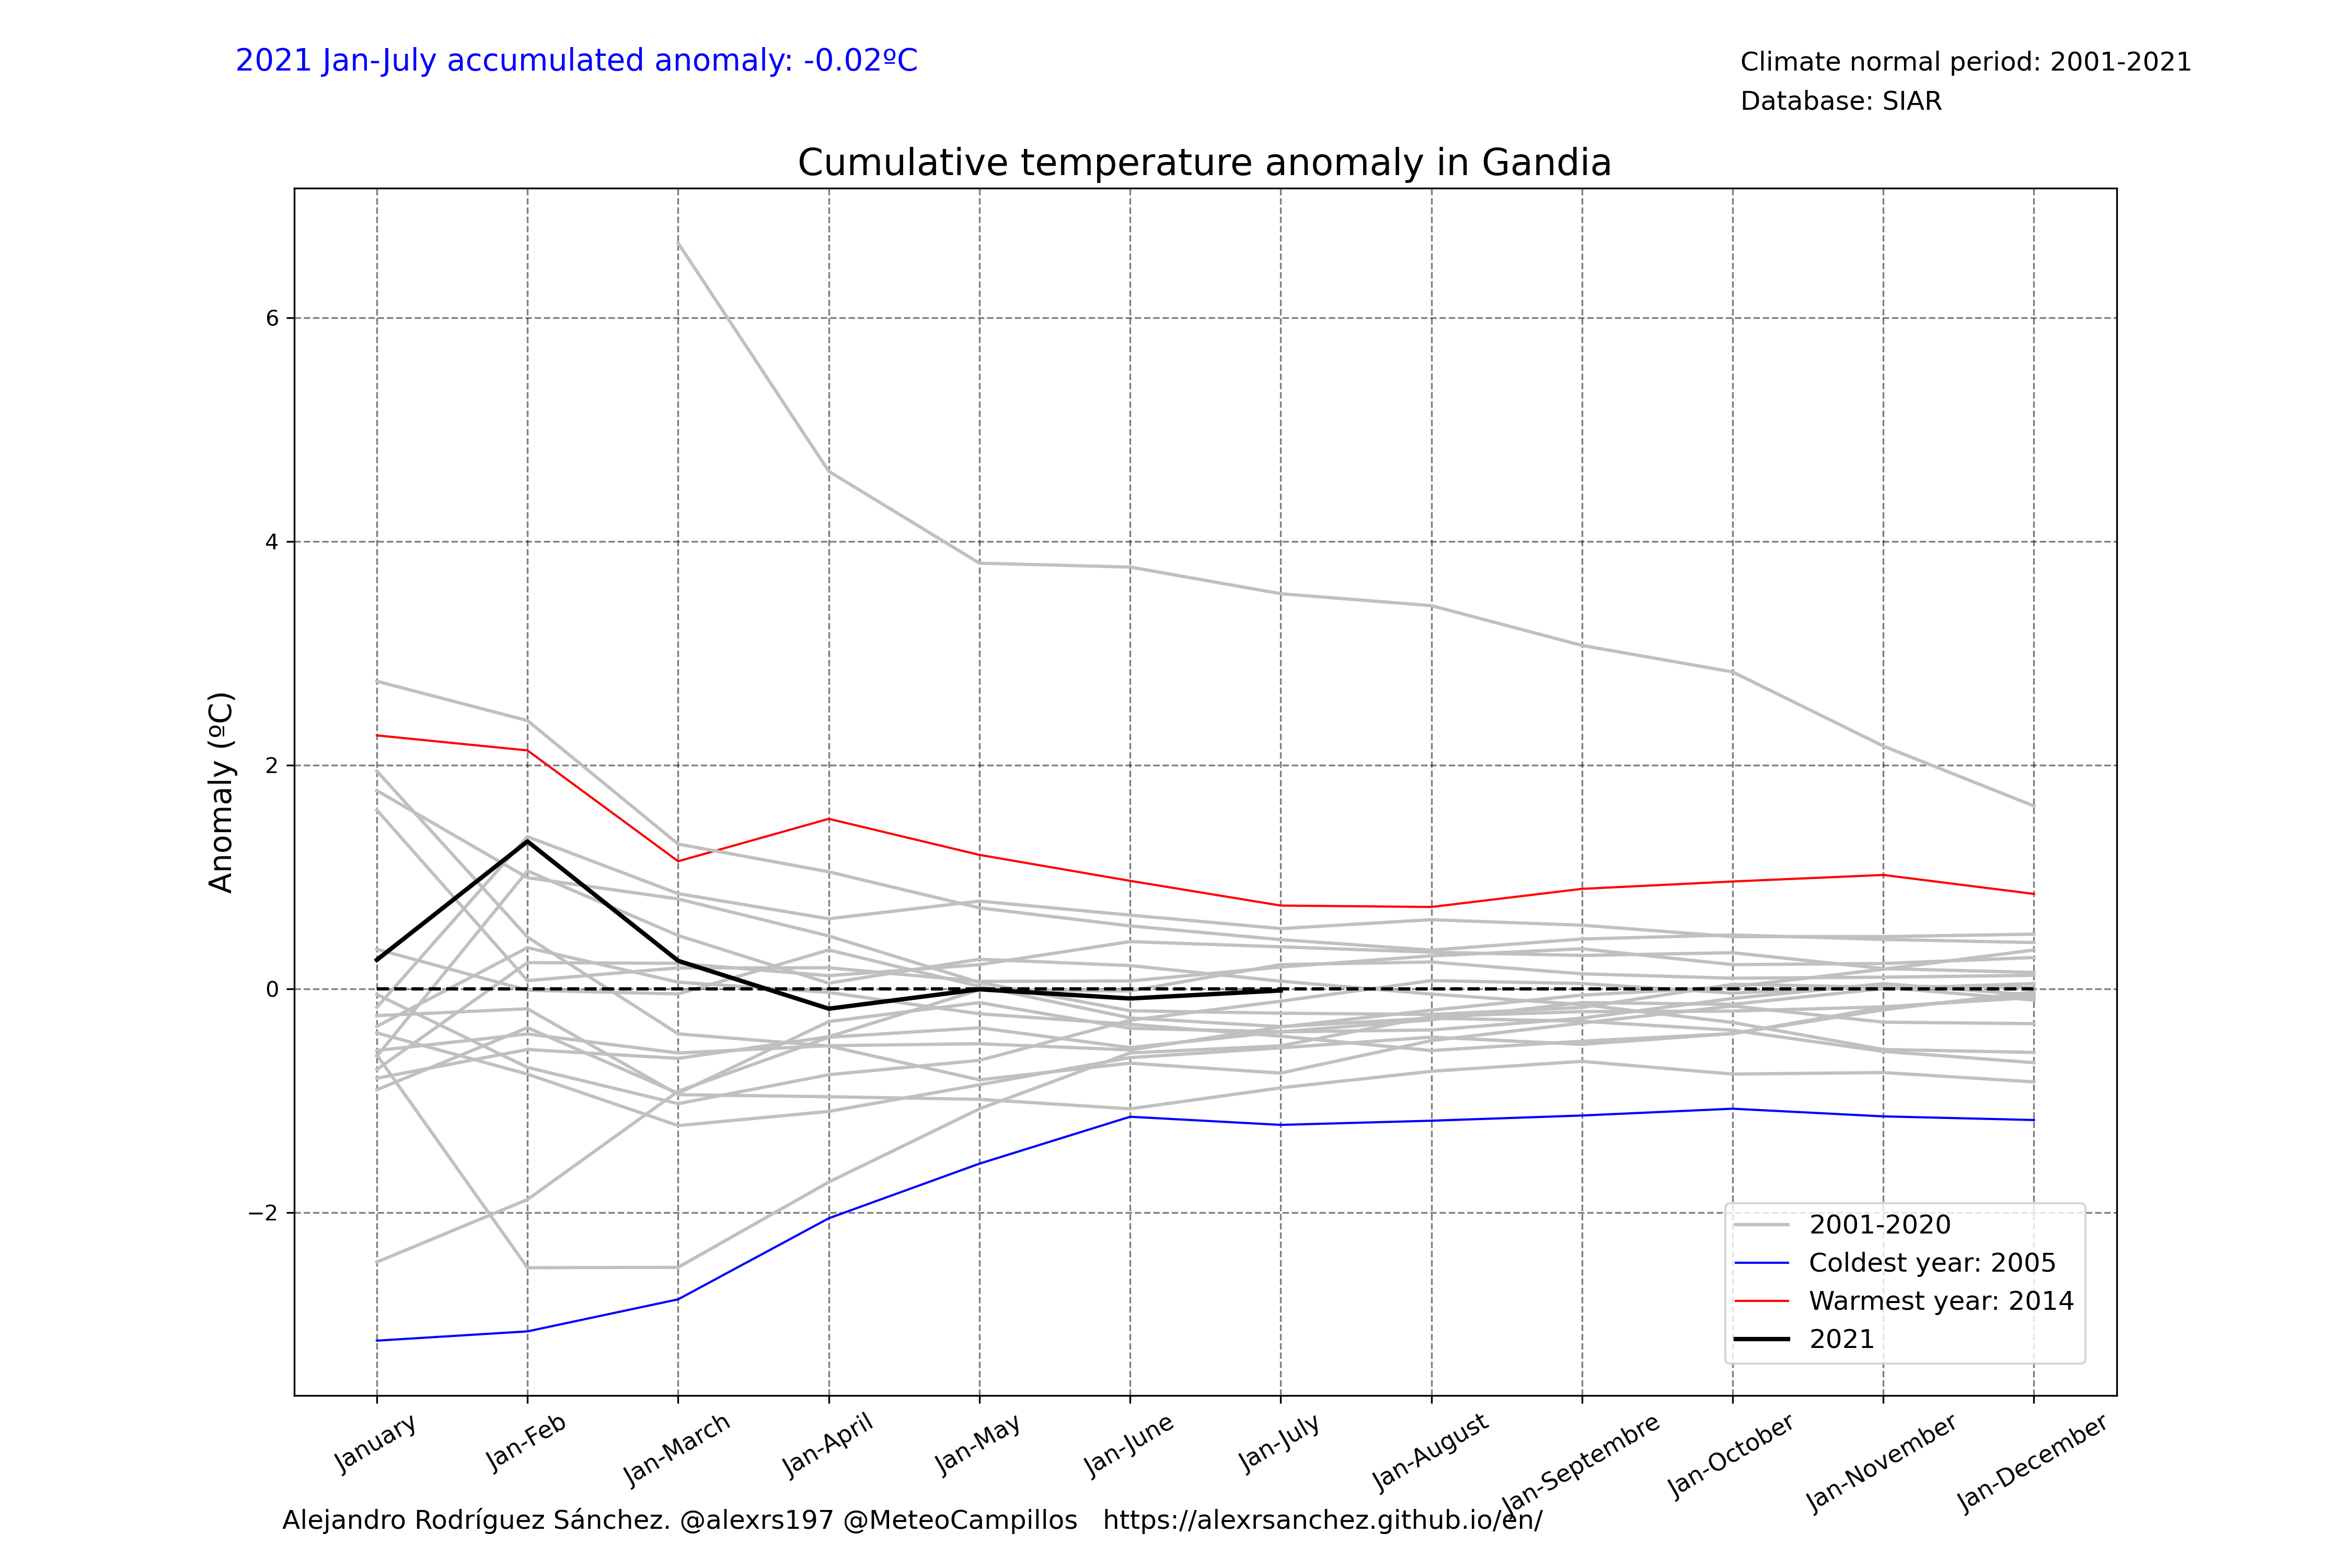 2021 Jan-July accumulated anomaly: -0.02ºC
Climate normal period: 2001-2021
Database: SIAR
Cumulative temperature anomaly in Gandia
Anomaly (ºC)
6
4
2
0
−2
2001-2020
Coldest year: 2005
Warmest year: 2014
2021
January
Jan-Feb
Jan-March
Jan-April
Jan-May
Jan-June
Jan-July
Jan-August
Jan-Septembre
Jan-October
Jan-November
Jan-December
Alejandro Rodríguez Sánchez. @alexrs197 @MeteoCampillos   https://alexrsanchez.github.io/en/